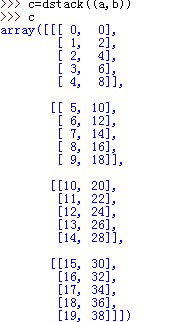 >>> c=dstack((a,b))
>>> c
array([[[ 0,  0],
        [ 1,  2],
        [ 2,  4],
        [ 3,  6],
        [ 4,  8]],

       [[ 5, 10],
        [ 6, 12],
        [ 7, 14],
        [ 8, 16],
        [ 9, 18]],

       [[10, 20],
        [11, 22],
        [12, 24],
        [13, 26],
        [14, 28]],

       [[15, 30],
        [16, 32],
        [17, 34],
        [18, 36],
        [19, 38]]])